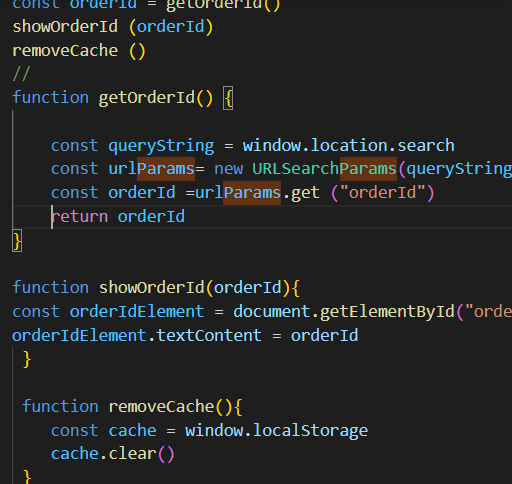 const orderId = getOrderId()
showOrderId (orderId)
removeCache ()
//
function getOrderId() {
const queryString = window.location.search
const urlParams= new URLSearchParams(queryString
const orderId =urlParams.get ("orderId")
return orderId
}
function showOrderId(orderId){
const orderIdElement = document.getElementById("orde
orderIdElement.textContent = orderId
}
function removeCache(){
const cache = window.localStorage
cache.clear()
}